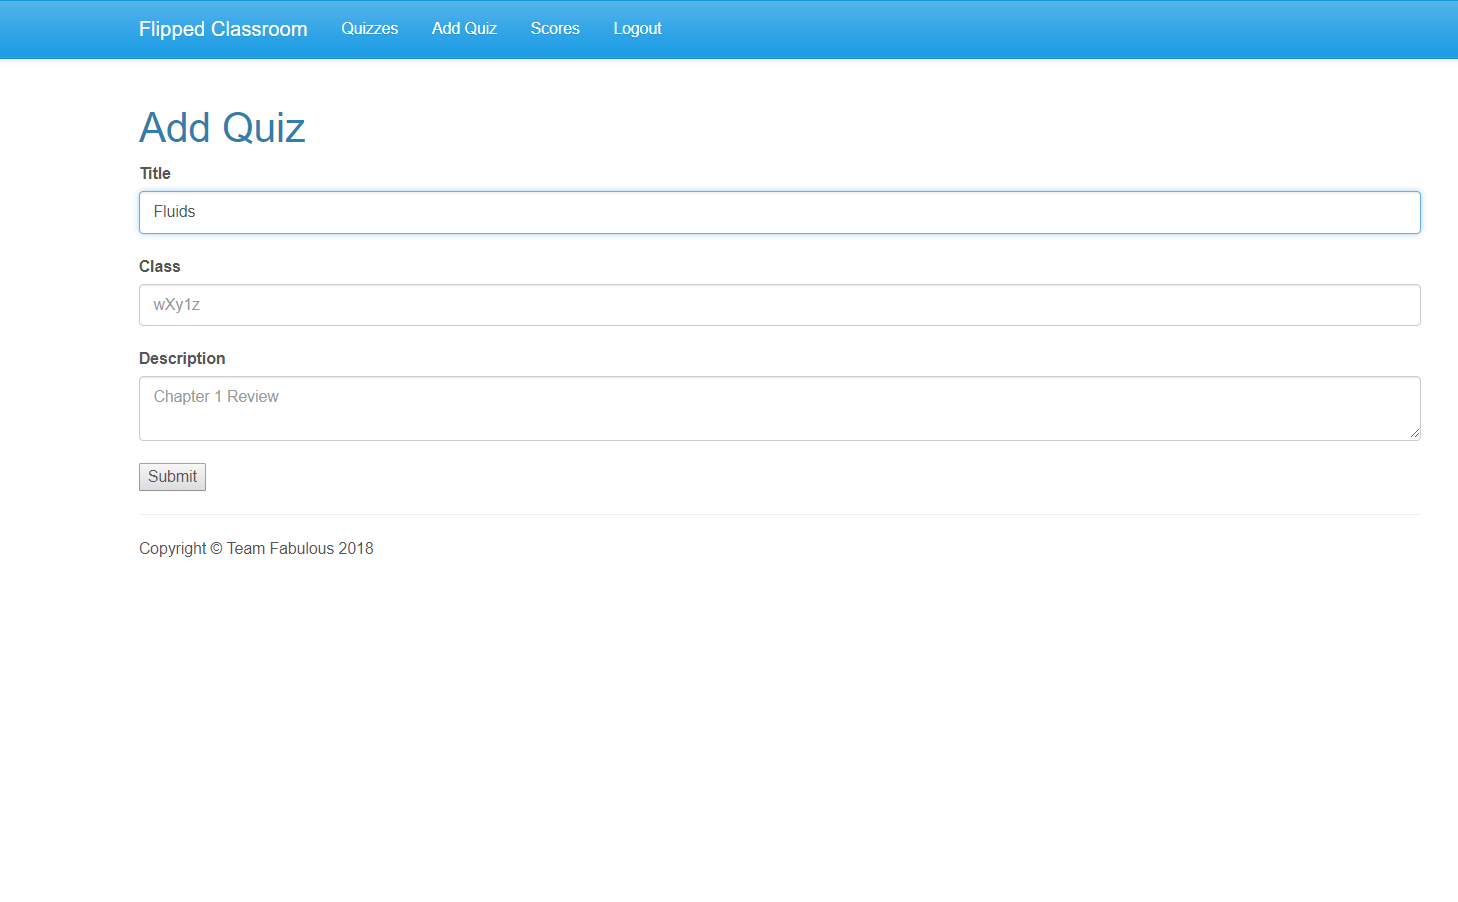 Flipped Classroom Quizzes Add Quiz Scores Logout
Add Quiz
Title
Fluids
Class
wXy1z
Description
Chapter 1 Review
Submit
Copyright © Team Fabulous 2018